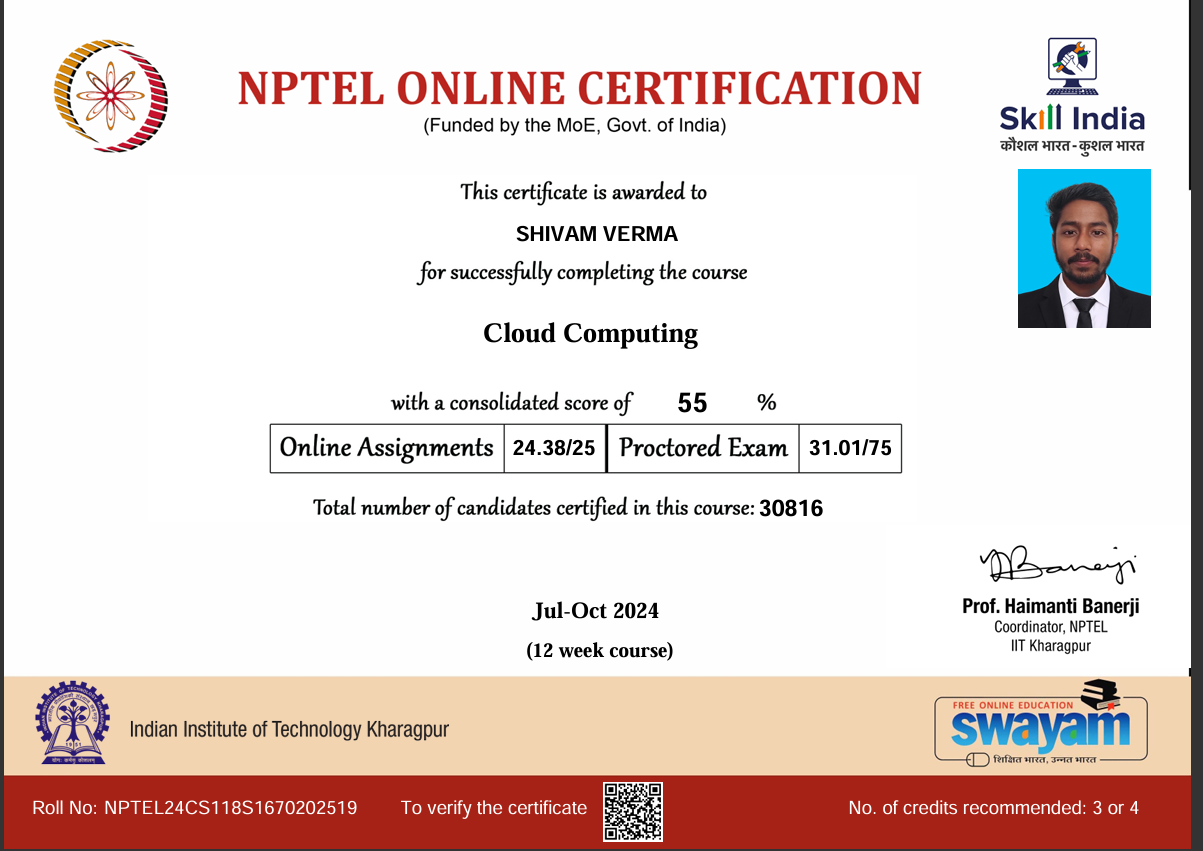 NPTEL ONLINE CERTIFICATION
(Funded by the MoE, Govt. of India)
Skill India
कौशल भारत - कुशल भारत
This certificate is awarded to
SHIVAM VERMA
for successfully completing the course
Cloud Computing
with a consolidated score of 55 %
Online Assignments 24.38/25 Proctored Exam 31.01/75
Total number of candidates certified in this course: 30816
Jul-Oct 2024
(12 week course)
Banerji
Prof. Haimanti Banerji
Coordinator, NPTEL
IIT Kharagpur
Indian Institute of Technology Kharagpur
1951
FREE ONLINE EDUCATION
swayam
शिक्षित भारत, उन्नत भारत
Roll No: NPTEL24CS118S1670202519 To verify the certificate No. of credits recommended: 3 or 4